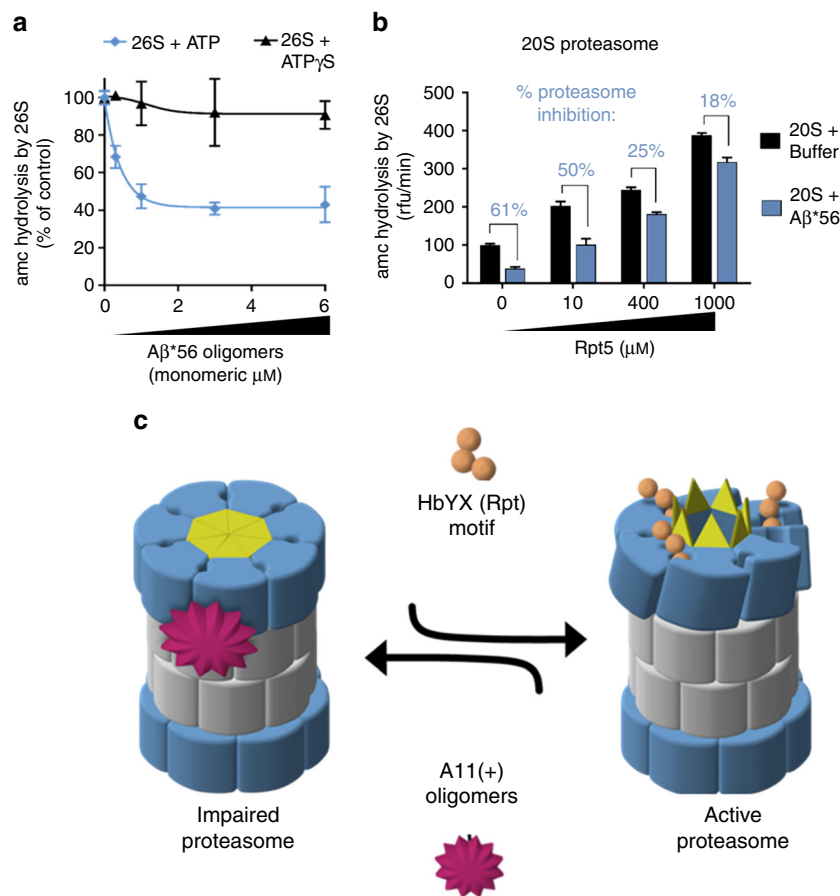 a
26S + ATP
26S +
ATPγS
amc hydrolysis by 26S
(% of control)
100
80
60
40
20
0
0
2
4
6
Aβ*56 oligomers
(monomeric µM)
b
20S proteasome
amc hydrolysis by 26S
(rfu/min)
500
400
300
200
100
0
% proteasome
inhibition:
61%
50%
25%
18%
20S +
Buffer
20S +
Aβ*56
0
10
400
1000
Rpt5 (µM)
c
HbYX (Rpt)
motif
A11(+)
oligomers
Impaired
proteasome
Active
proteasome